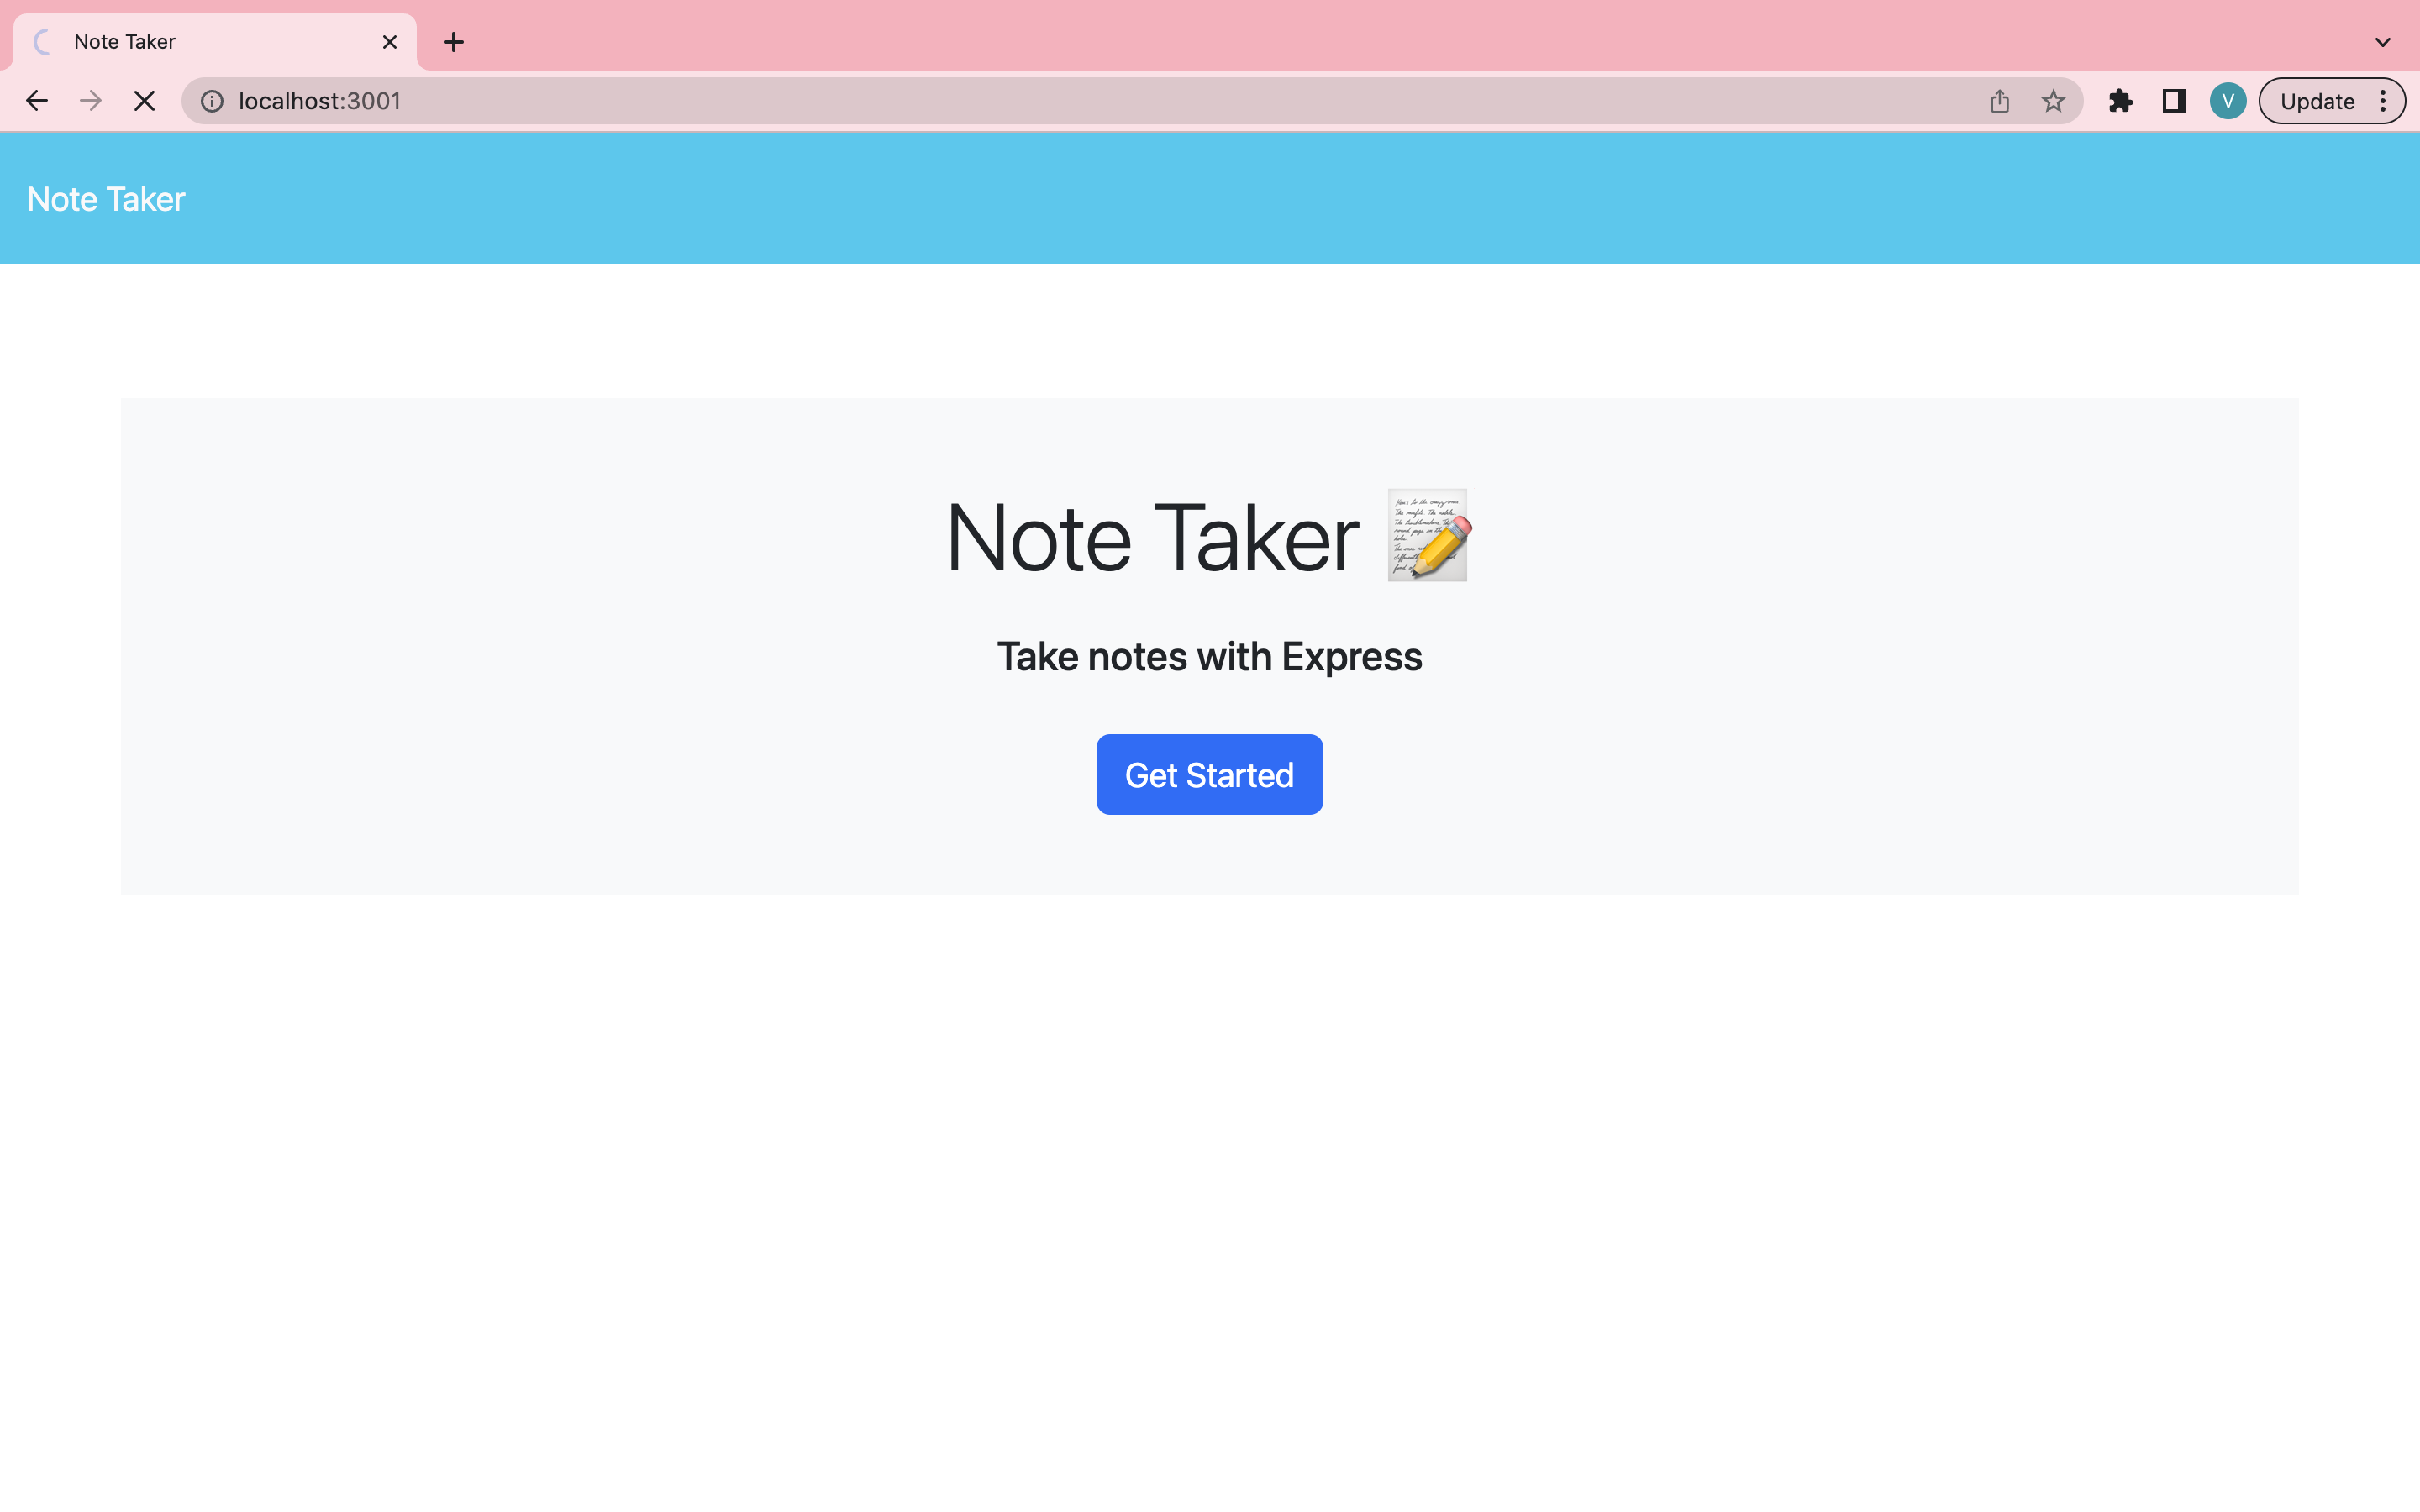 Note Taker
localhost:3001
V
Update
Note Taker
Note Taker
Take notes with Express
Get Started